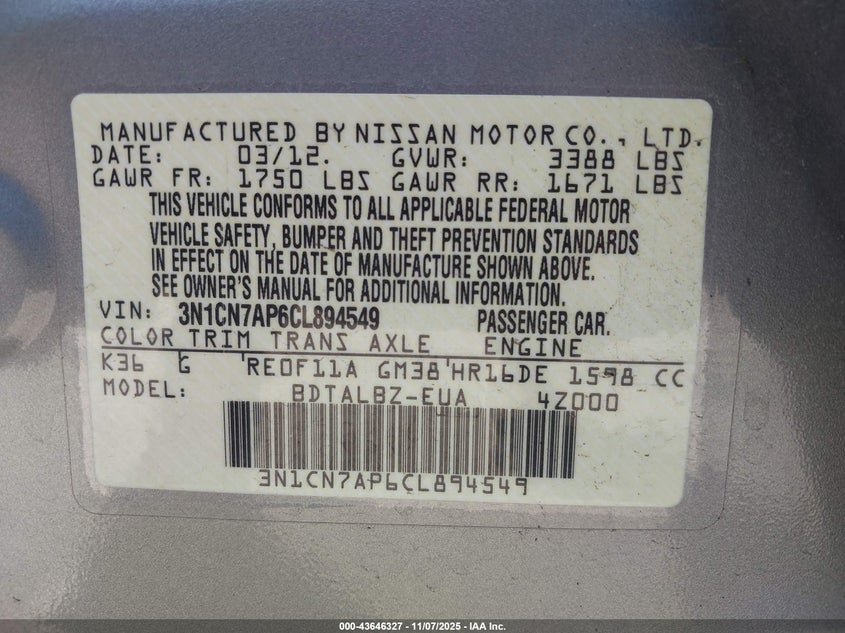 MANUFACTURED BY NISSAN MOTOR CO., LTD.
DATE: 03/12. GVWR: 3388 LBS
GAWR FR: 1750 LBS GAWR RR: 1671 LBS
THIS VEHICLE CONFORMS TO ALL APPLICABLE FEDERAL MOTOR
VEHICLE SAFETY, BUMPER AND THEFT PREVENTION STANDARDS
IN EFFECT ON THE DATE OF MANUFACTURE SHOWN ABOVE.
SEE OWNER'S MANUAL FOR ADDITIONAL INFORMATION.
VIN: 3N1CN7AP6CL894549 PASSENGER CAR.
COLOR TRIM TRANS AXLE ENGINE
K36 G RE0F11A GM38 HR16DE 1598 CC
MODEL: BDTALBZ-EUA 4Z000
3N1CN7AP6CL894549
000-43646327 - 11/07/2025 - IAA Inc.